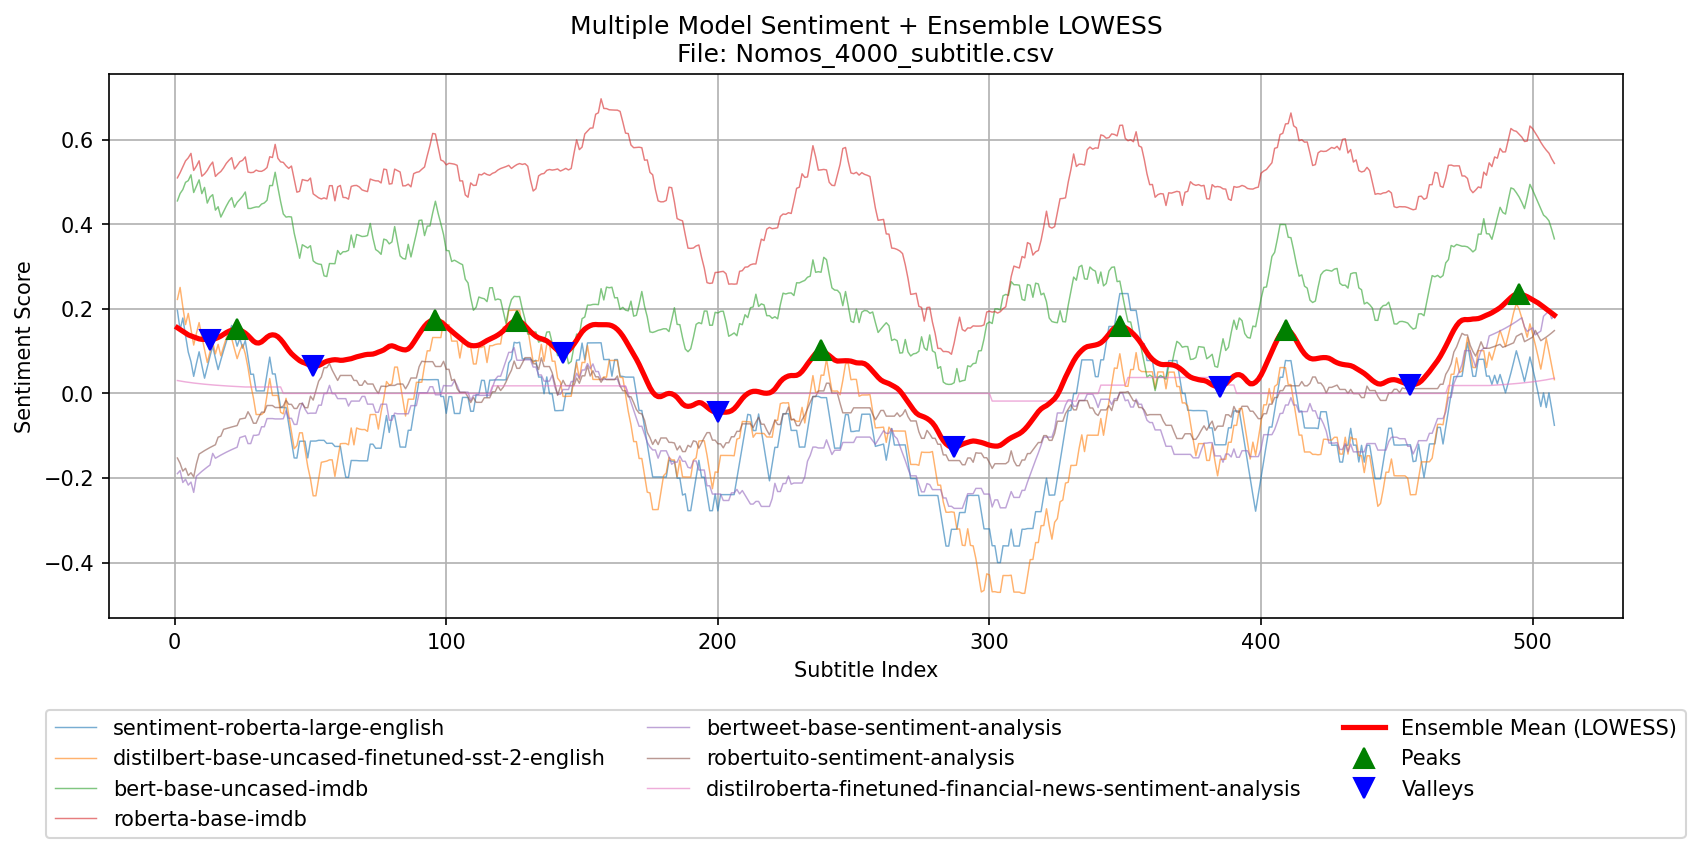 Multiple Model Sentiment + Ensemble LOWESS
File: Nomos_4000_subtitle.csv
Sentiment Score
0.6
0.4
0.2
0.0
−0.2
−0.4
0
100
200
300
400
500
Subtitle Index
sentiment-roberta-large-english
distilbert-base-uncased-finetuned-sst-2-english
bert-base-uncased-imdb
roberta-base-imdb
bertweet-base-sentiment-analysis
robertuito-sentiment-analysis
distilroberta-finetuned-financial-news-sentiment-analysis
Ensemble Mean (LOWESS)
Peaks
Valleys